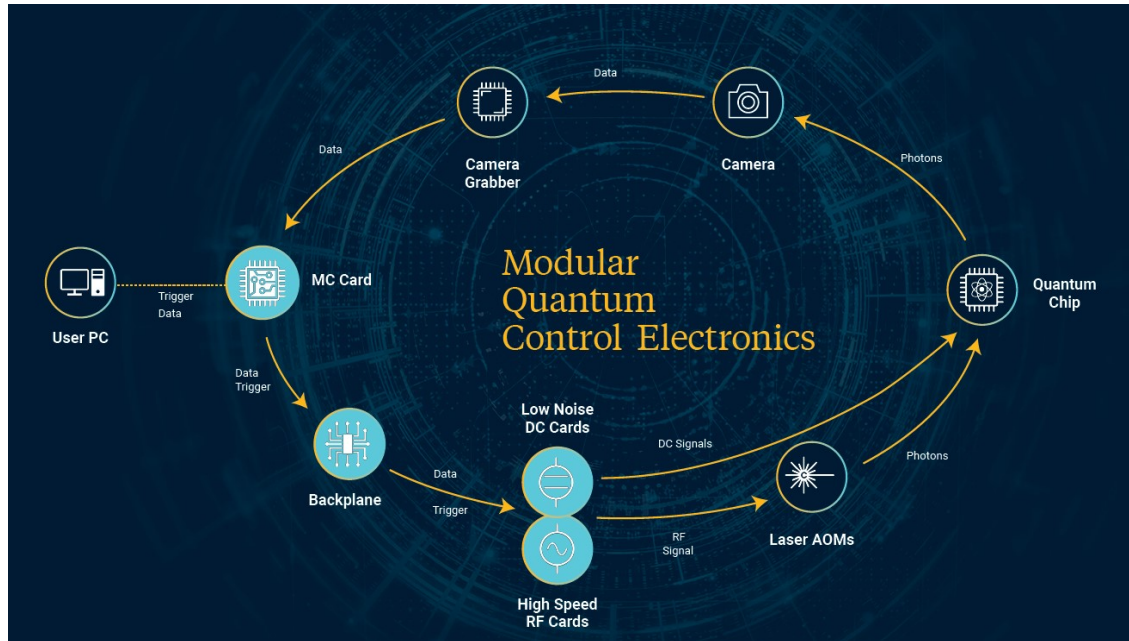 Data
Camera
Grabber
Camera
Photons
Data
Modular
Quantum
Control Electronics
MC Card
Quantum
Chip
User PC
Trigger
Data
Data
Trigger
Backplane
Data
Trigger
Low Noise
DC Cards
DC Signals
High Speed
RF Cards
RF
Signal
Laser AOMs
Photons